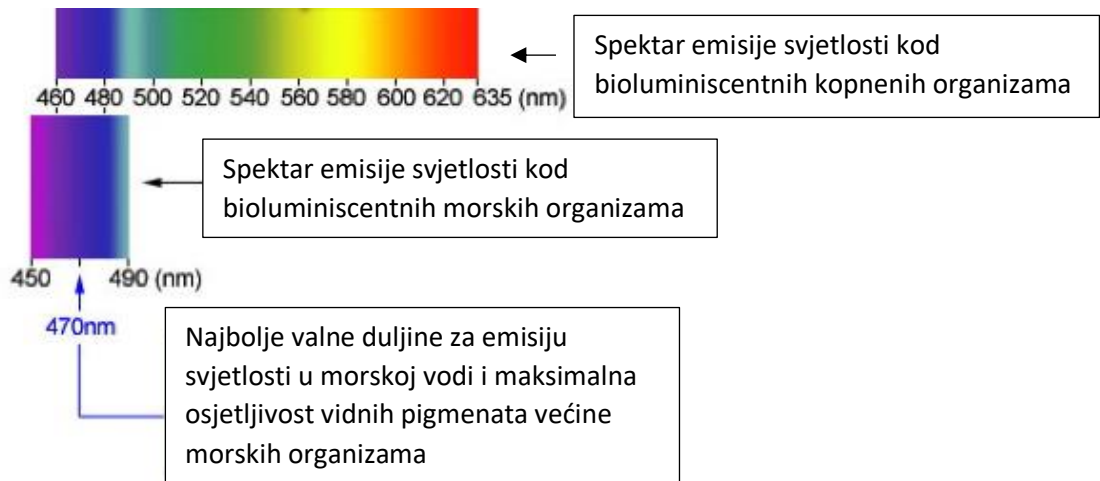 Spektar emisije svjetlosti kod
bioluminiscentnih kopnenih organizama
460 480 500 520 540 560 580 600 620 635 (nm)
Spektar emisije svjetlosti kod
bioluminiscentnih morskih organizama
450 490 (nm)
470nm
Najbolje valne duljine za emisiju
svjetlosti u morskoj vodi i maksimalna
osjetljivost vidnih pigmenata većine
morskih organizama